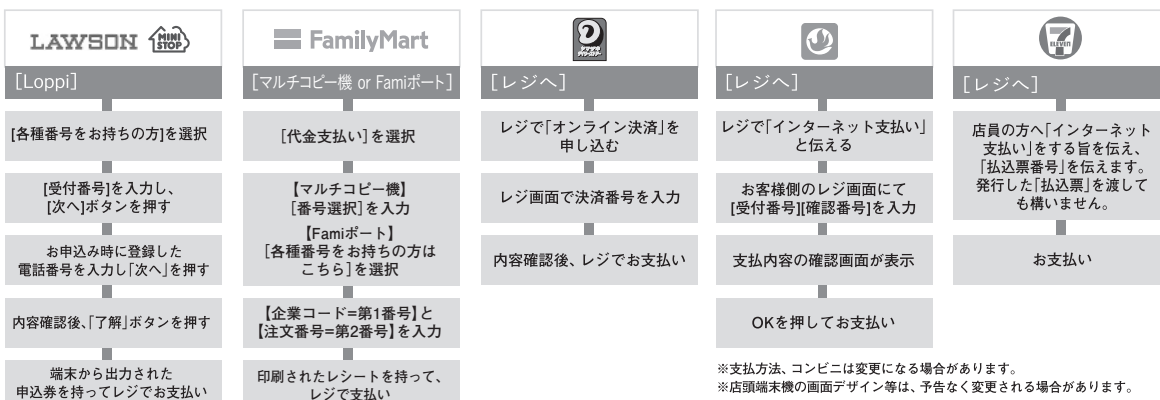 LAWSON
MINI
STOP
[Loppi]
[各種番号をお持ちの方]を選択
[受付番号]を入力し、
[次へ]ボタンを押す
お申込み時に登録した
電話番号を入力し「次へ」を押す
内容確認後、「了解」ボタンを押す
端末から出力された
申込券を持ってレジでお支払い
FamilyMart
[マルチコピー機 or Famiポート]
[代金支払い]を選択
【マルチコピー機】
[番号選択]を入力
【Famiポート】
[各種番号をお持ちの方は
こちら]を選択
【企業コード=第1番号】と
【注文番号=第2番号】を入力
印刷されたレシートを持って、
レジで支払い
[レジへ]
レジで「オンライン決済」を
申し込む
レジ画面で決済番号を入力
内容確認後、レジでお支払い
[レジへ]
レジで「インターネット支払い」
と伝える
お客様側のレジ画面にて
[受付番号][確認番号]を入力
支払内容の確認画面が表示
OKを押してお支払い
7
ELEVEN
[レジへ]
店員の方へ「インターネット
支払い」をする旨を伝え、
「払込票番号」を伝えます。
発行した「払込票」を渡して
も構いません。
お支払い
※支払方法、コンビニは変更になる場合があります。
※店頭端末機の画面デザイン等は、予告なく変更される場合があります。